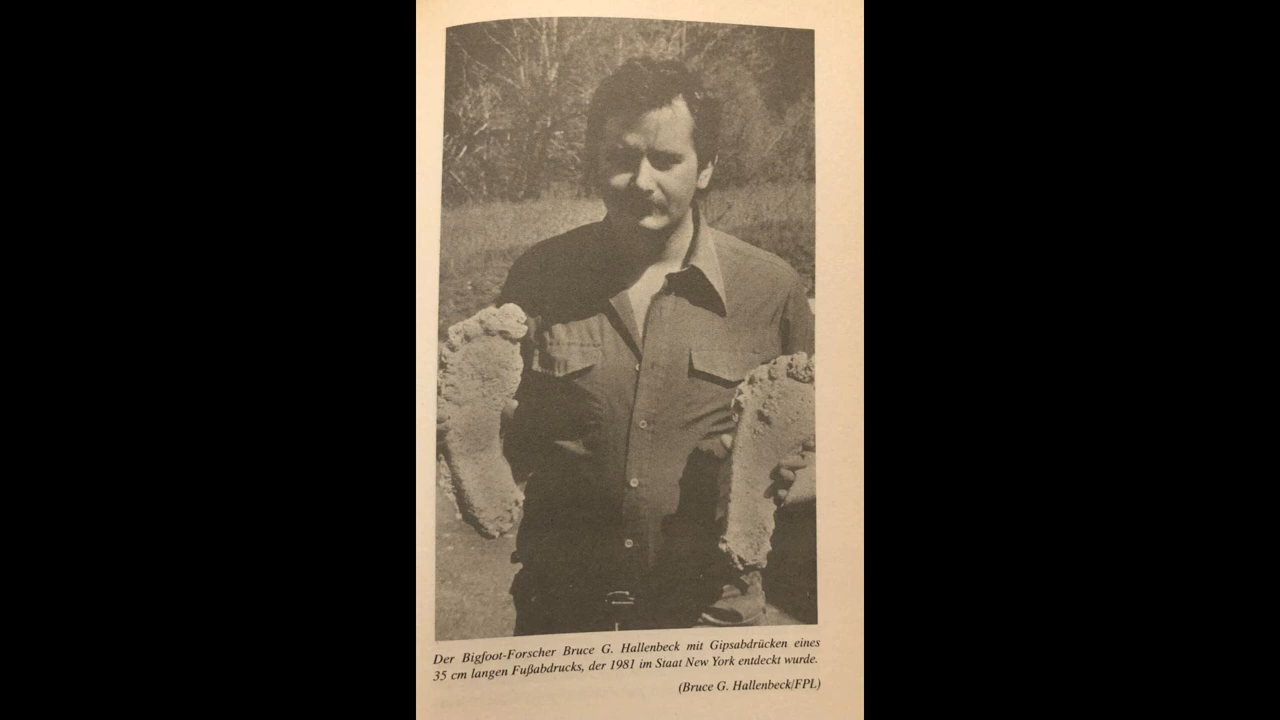 Der Bigfoot-Forscher Bruce G. Hallenbeck mit Gipsabdrücken eines
35 cm langen Fußabdrucks, der 1981 im Staat New York entdeckt wurde.
(Bruce G. Hallenbeck/FPL)